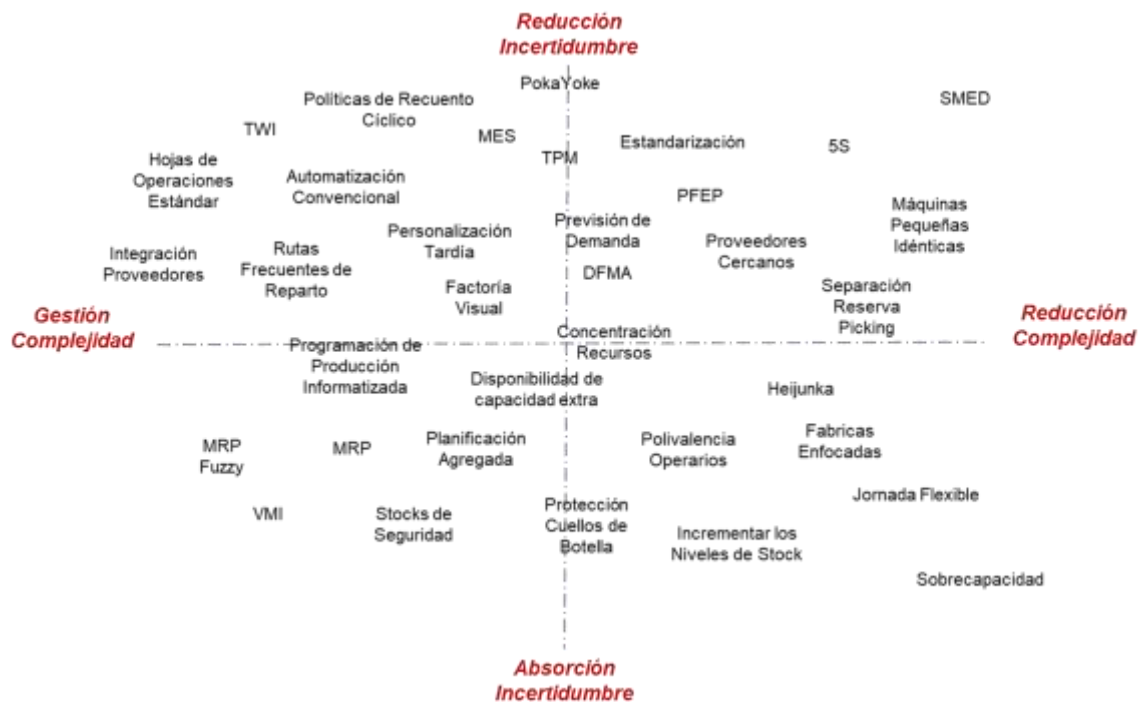 Reducción
Incertidumbre
PokaYoke
Políticas de Recuento
Cíclico
SMED
TWI
MES
Estandarización
5S
TPM
Hojas de
Operaciones
Estándar
Automatización
Convencional
PFEP
Máquinas
Pequeñas
Idénticas
Personalización
Tardía
Previsión de
Demanda
Proveedores
Cercanos
Integración
Proveedores
Rutas
Frecuentes de
Reparto
DFMA
Factoría
Visual
Separación
Reserva
Picking
Gestión
Complejidad
Concentración
Recursos
Reducción
Complejidad
Programación de
Producción
Informatizada
Disponibilidad de
capacidad extra
Heijunka
MRP
Fuzzy
MRP
Planificación
Agregada
Polivalencia
Operarios
Fabricas
Enfocadas
Jornada Flexible
VMI
Stocks de
Seguridad
Protección
Cuellos de
Botella
Incrementar los
Niveles de Stock
Sobrecapacidad
Absorción
Incertidumbre